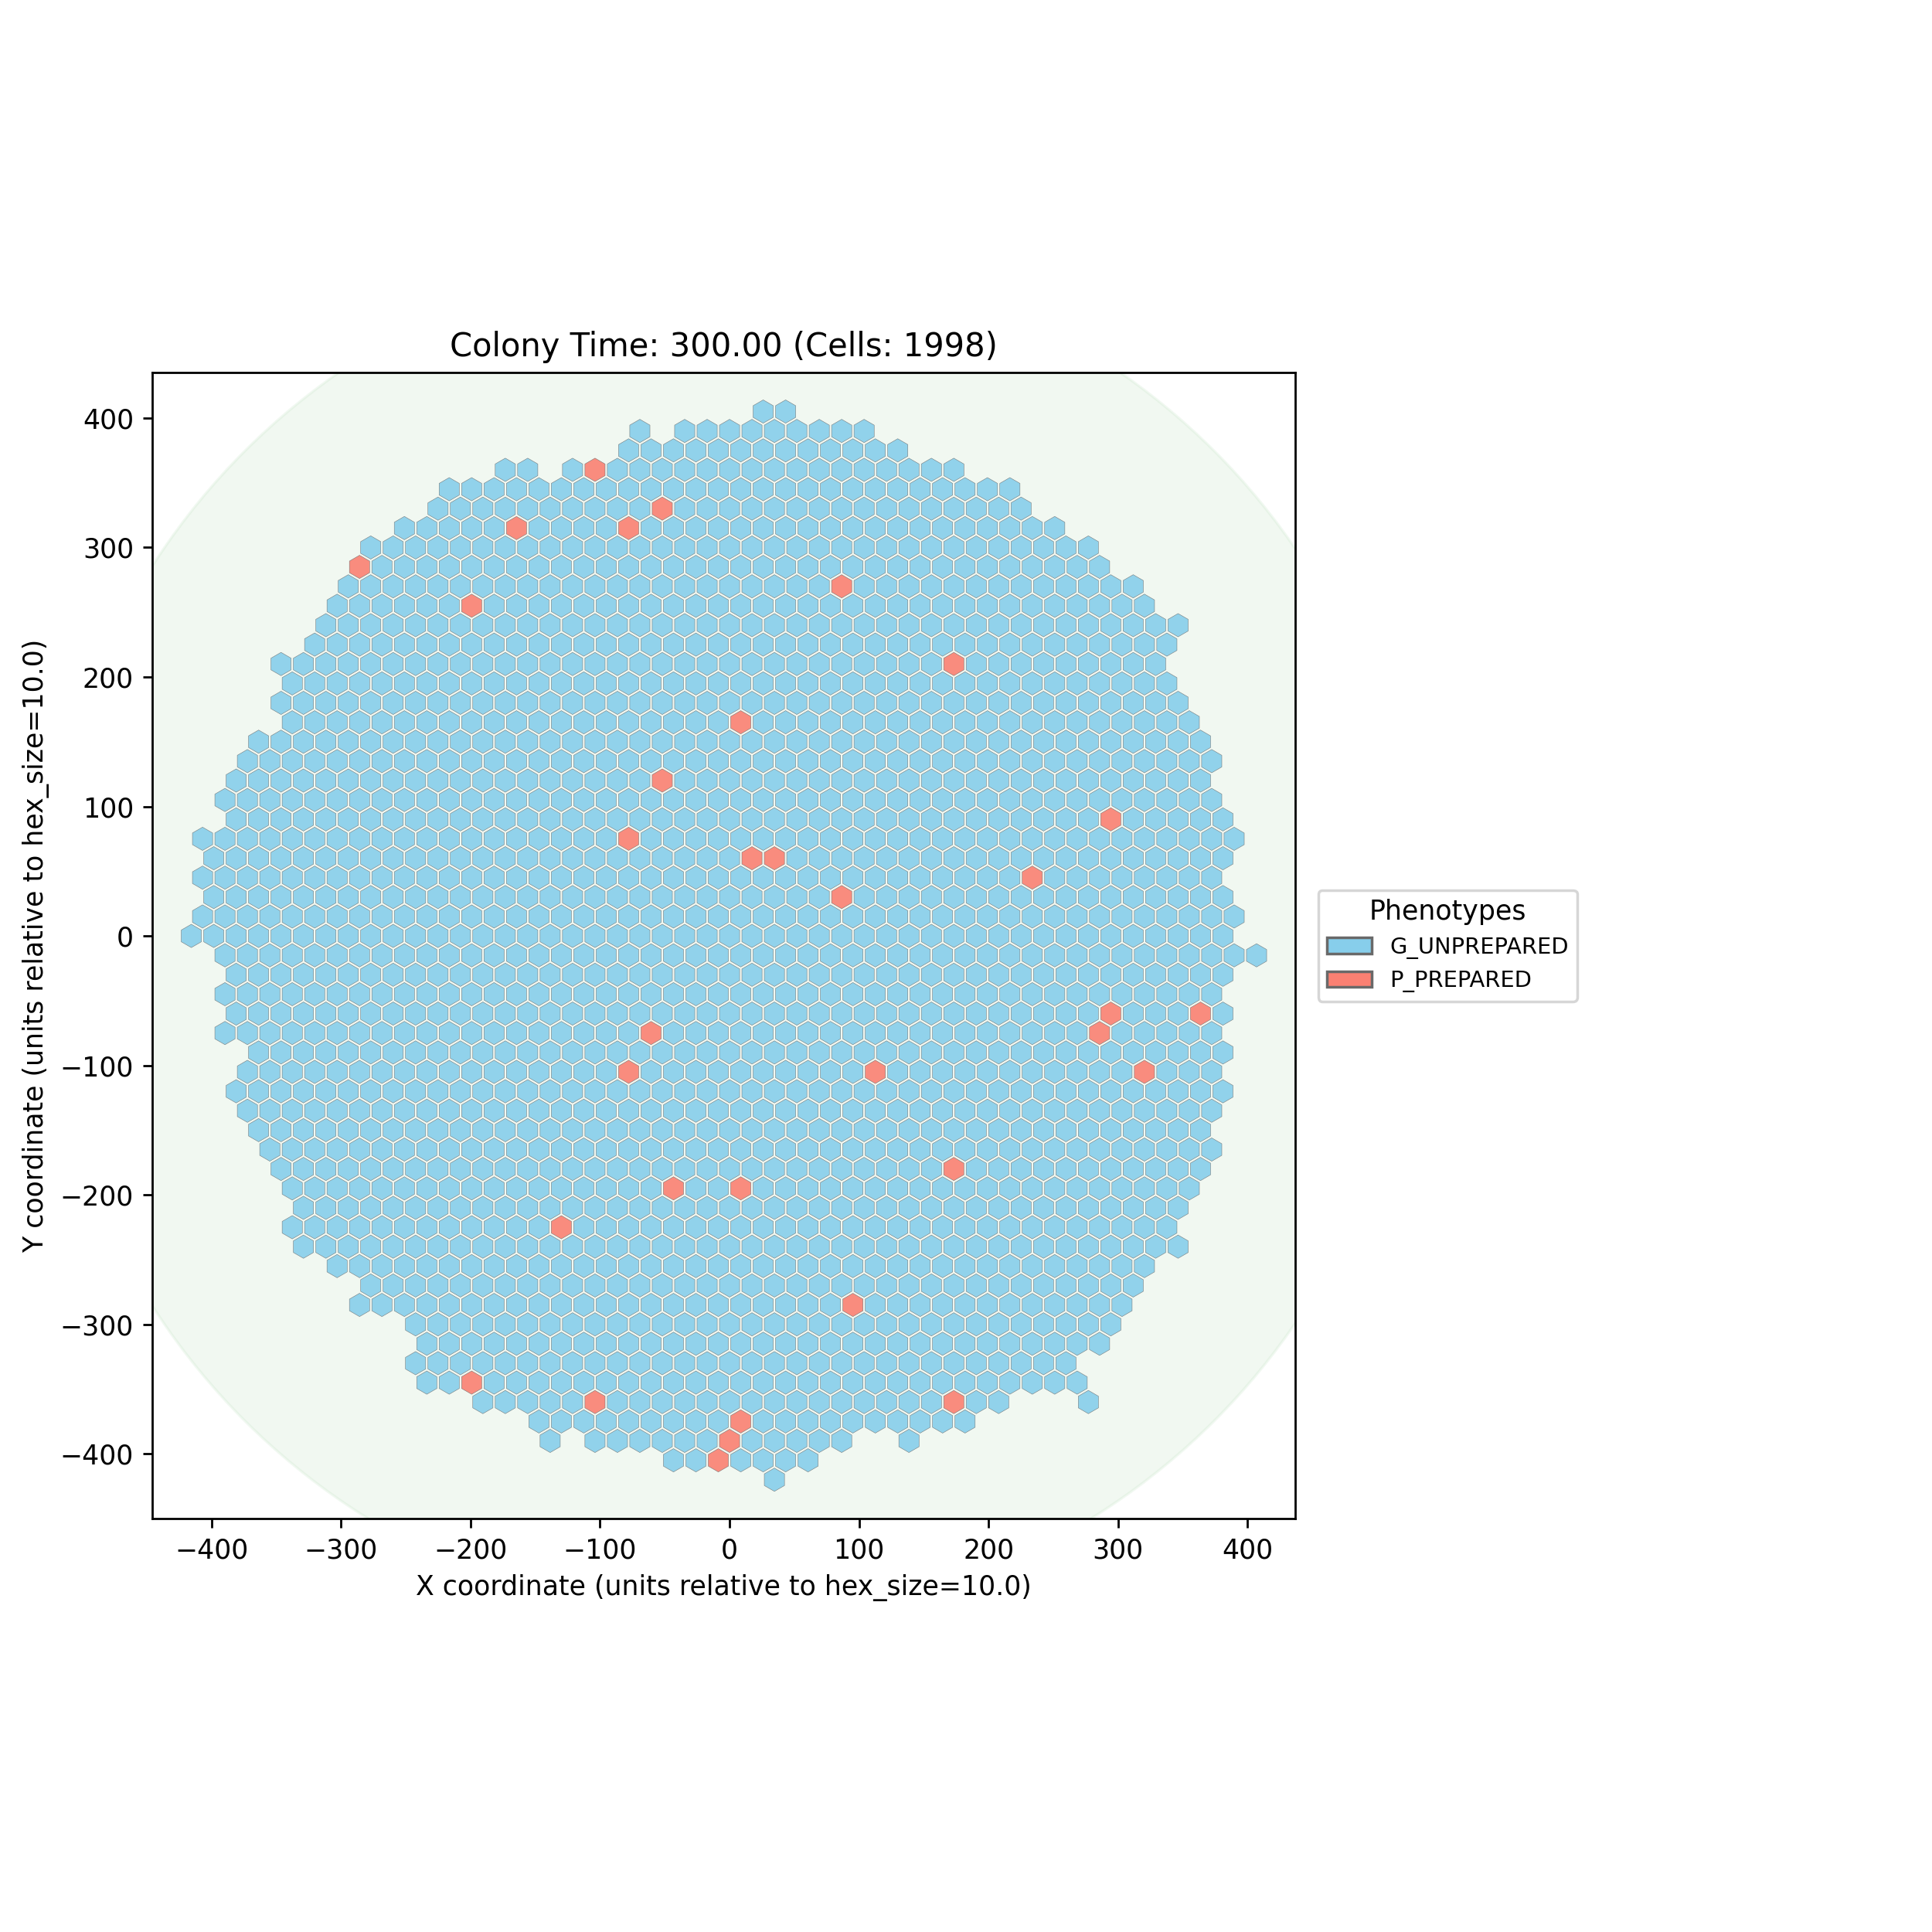 Colony Time: 300.00 (Cells: 1998)
Y coordinate (units relative to hex_size=10.0)
400
300
200
100
0
−100
−200
−300
−400
−400 −300 −200 −100 0 100 200 300 400
X coordinate (units relative to hex_size=10.0)
Phenotypes
G_UNPREPARED
P_PREPARED